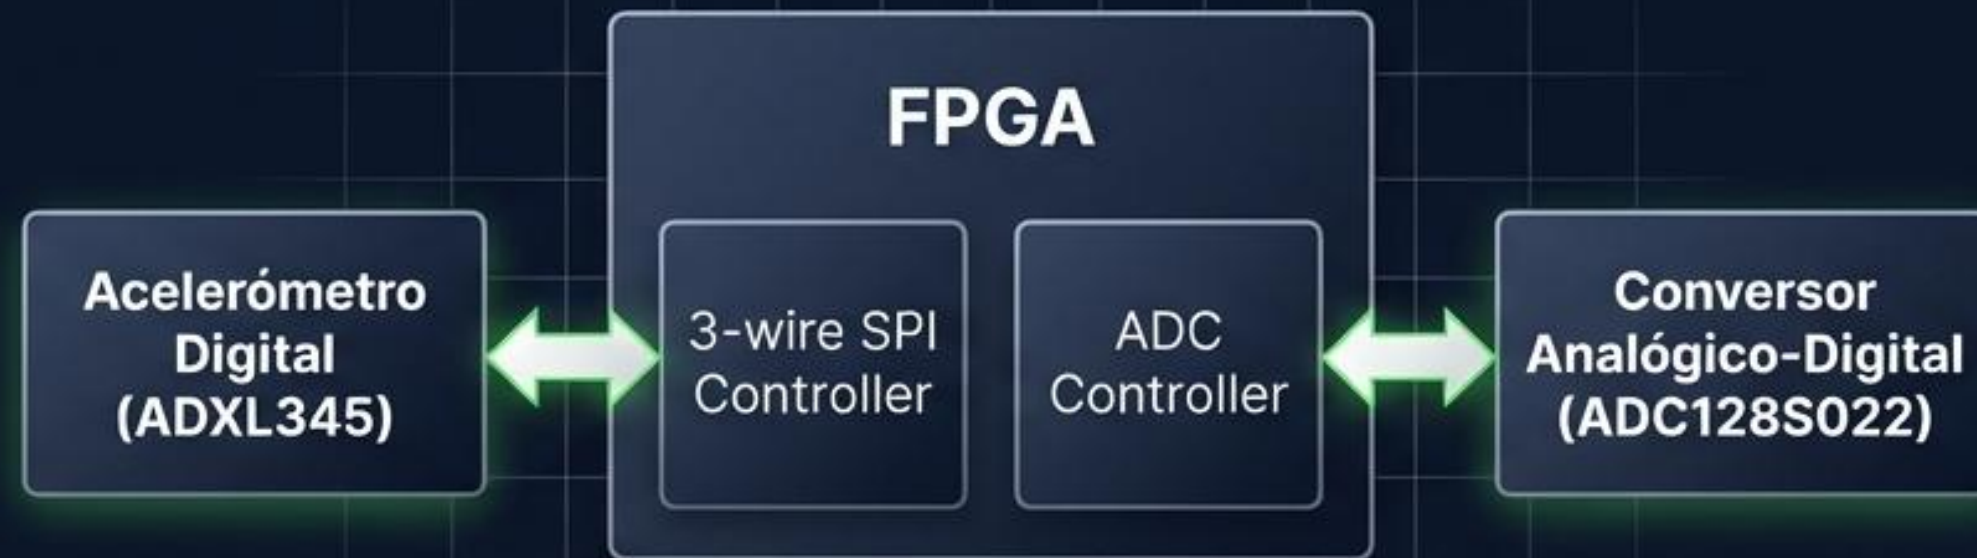 FPGA
Acelerómetro
Digital
(ADXL345)
3-wire SPI
Controller
ADC
Controller
Conversor
Analógico-Digital
(ADC128S022)